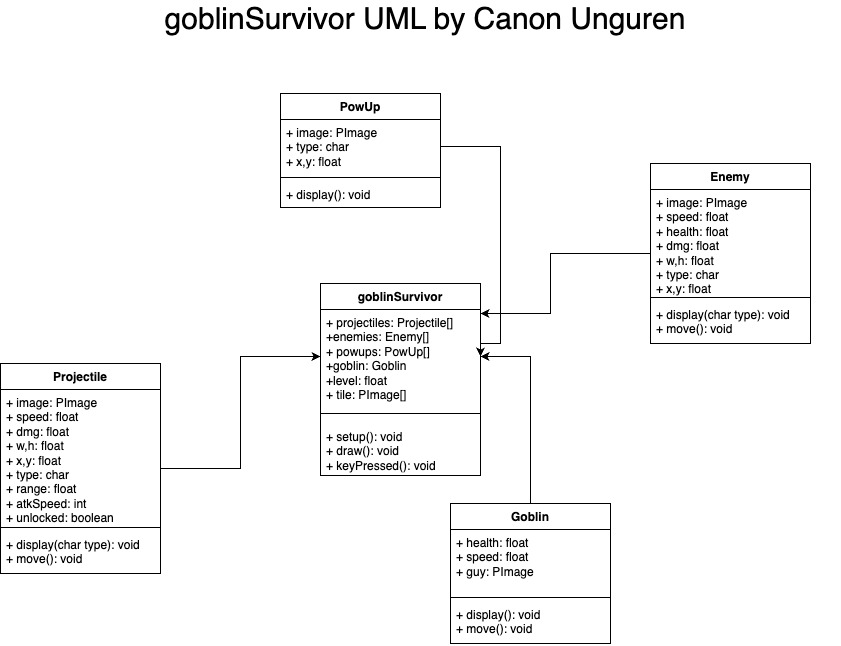 goblinSurvivor UML by Canon Unguren
PowUp
+ image: PImage
+ type: char
+ x,y: float
+ display(): void
Enemy
+ image: PImage
+ speed: float
+ health: float
+ dmg: float
+ w,h: float
+ type: char
+ x,y: float
+ display(char type): void
+ move(): void
goblinSurvivor
+ projectiles: Projectile[]
+enemies: Enemy[]
+ powups: PowUp[]
+goblin: Goblin
+level: float
+ tile: PImage[]
+ setup(): void
+ draw(): void
+ keyPressed(): void
Projectile
+ image: PImage
+ speed: float
+ dmg: float
+ w,h: float
+ x,y: float
+ type: char
+ range: float
+ atkSpeed: int
+ unlocked: boolean
+ display(char type): void
+ move(): void
Goblin
+ health: float
+ speed: float
+ guy: PImage
+ display(): void
+ move(): void